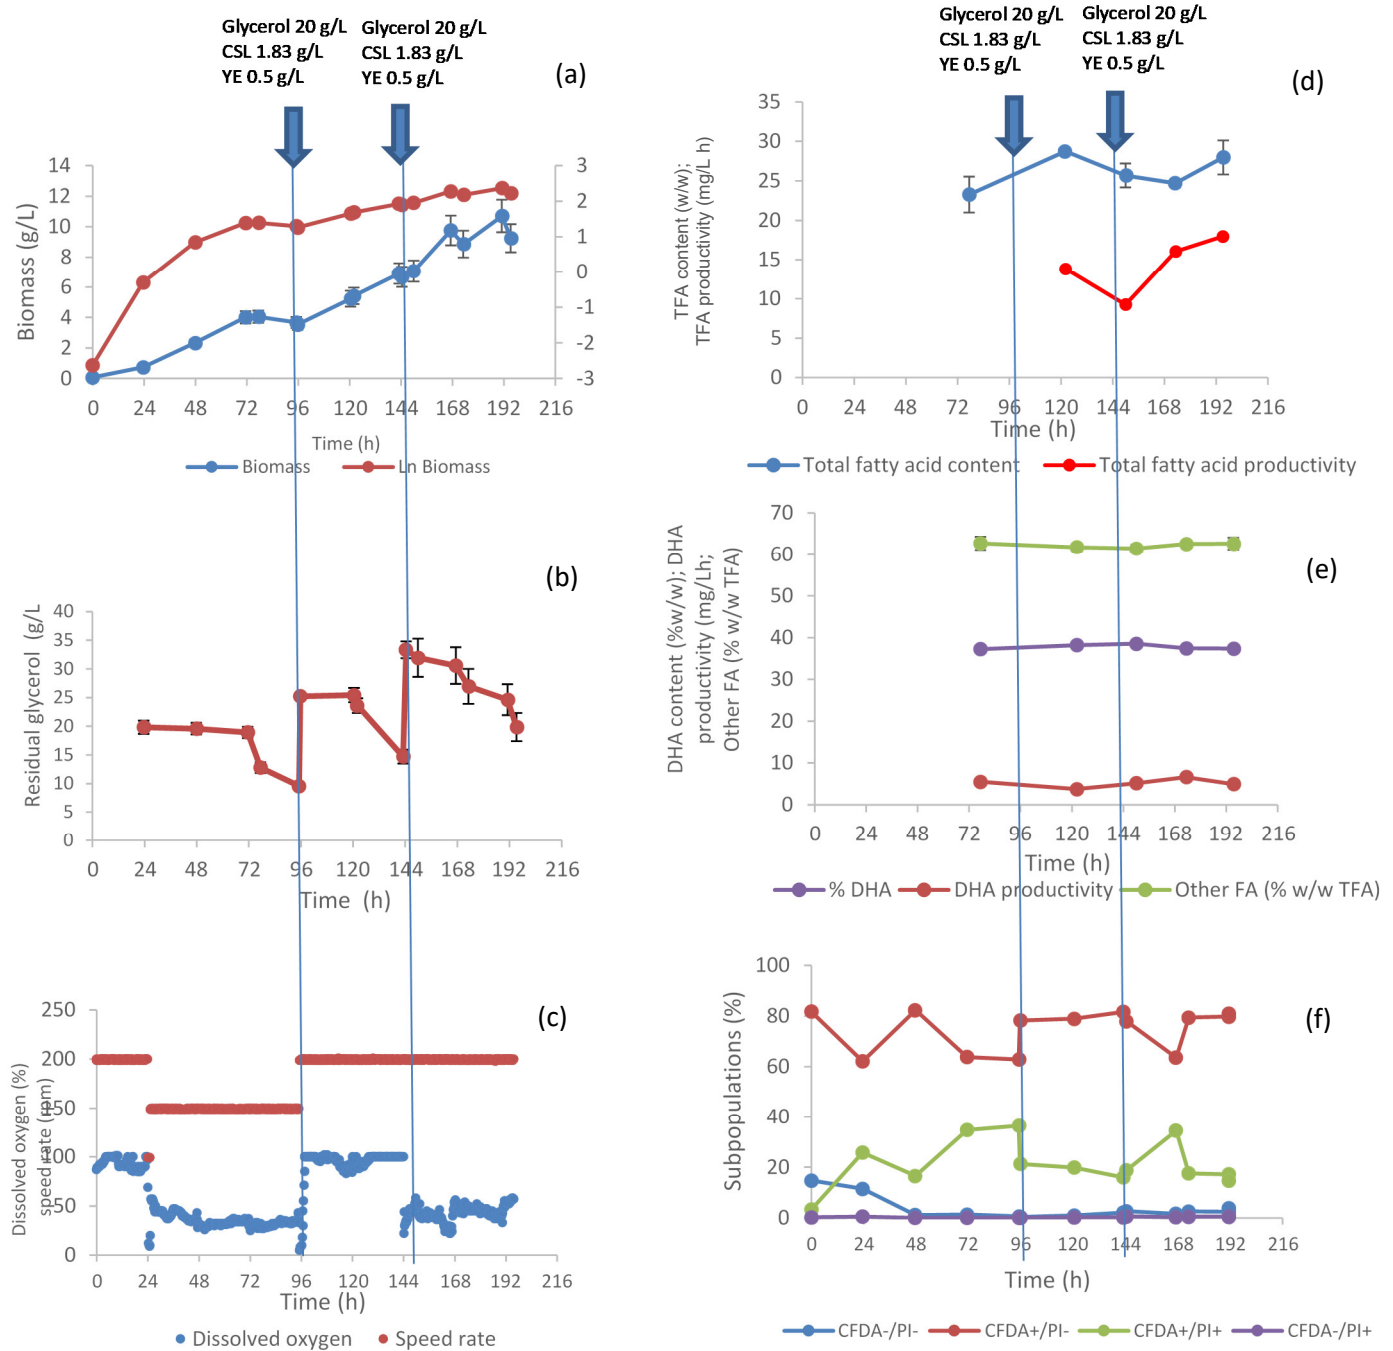 Glycerol 20 g/L
CSL 1.83 g/L
YE 0.5 g/L
Glycerol 20 g/L
CSL 1.83 g/L
YE 0.5 g/L
(a)
Biomass (g/L)
14
12
10
8
6
4
2
0
3
2
1
0
-1
-2
-3
0 24 48 72 96 120 144 168 192 216
Time (h)
Biomass Ln Biomass
(b)
Residual glycerol (g/L
40
35
30
25
20
15
10
5
0
0 24 48 72 96 120 144 168 192 216
Time (h)
(c)
Dissolved oxygen (%)
speed rate (rpm)
250
200
150
100
50
0
0 24 48 72 96 120 144 168 192 216
Time (h)
Dissolved oxygen Speed rate
Glycerol 20 g/L
CSL 1.83 g/L
YE 0.5 g/L
Glycerol 20 g/L
CSL 1.83 g/L
YE 0.5 g/L
(d)
TFA content (w/w);
TFA productivity (mg/L h)
35
30
25
20
15
10
5
0
0 24 48 72 96 120 144 168 192 216
Time (h)
Total fatty acid content Total fatty acid productivity
(e)
DHA content (%w/w); DHA
productivity (mg/Lh;
Other FA (% w/w TFA)
70
60
50
40
30
20
10
0
0 24 48 72 96 120 144 168 192 216
Time (h)
% DHA DHA productivity Other FA (% w/w TFA)
(f)
Subpopulations (%)
100
80
60
40
20
0
0 24 48 72 96 120 144 168 192 216
Time (h)
CFDA-/PI- CFDA+/PI- CFDA+/PI+ CFDA-/PI+